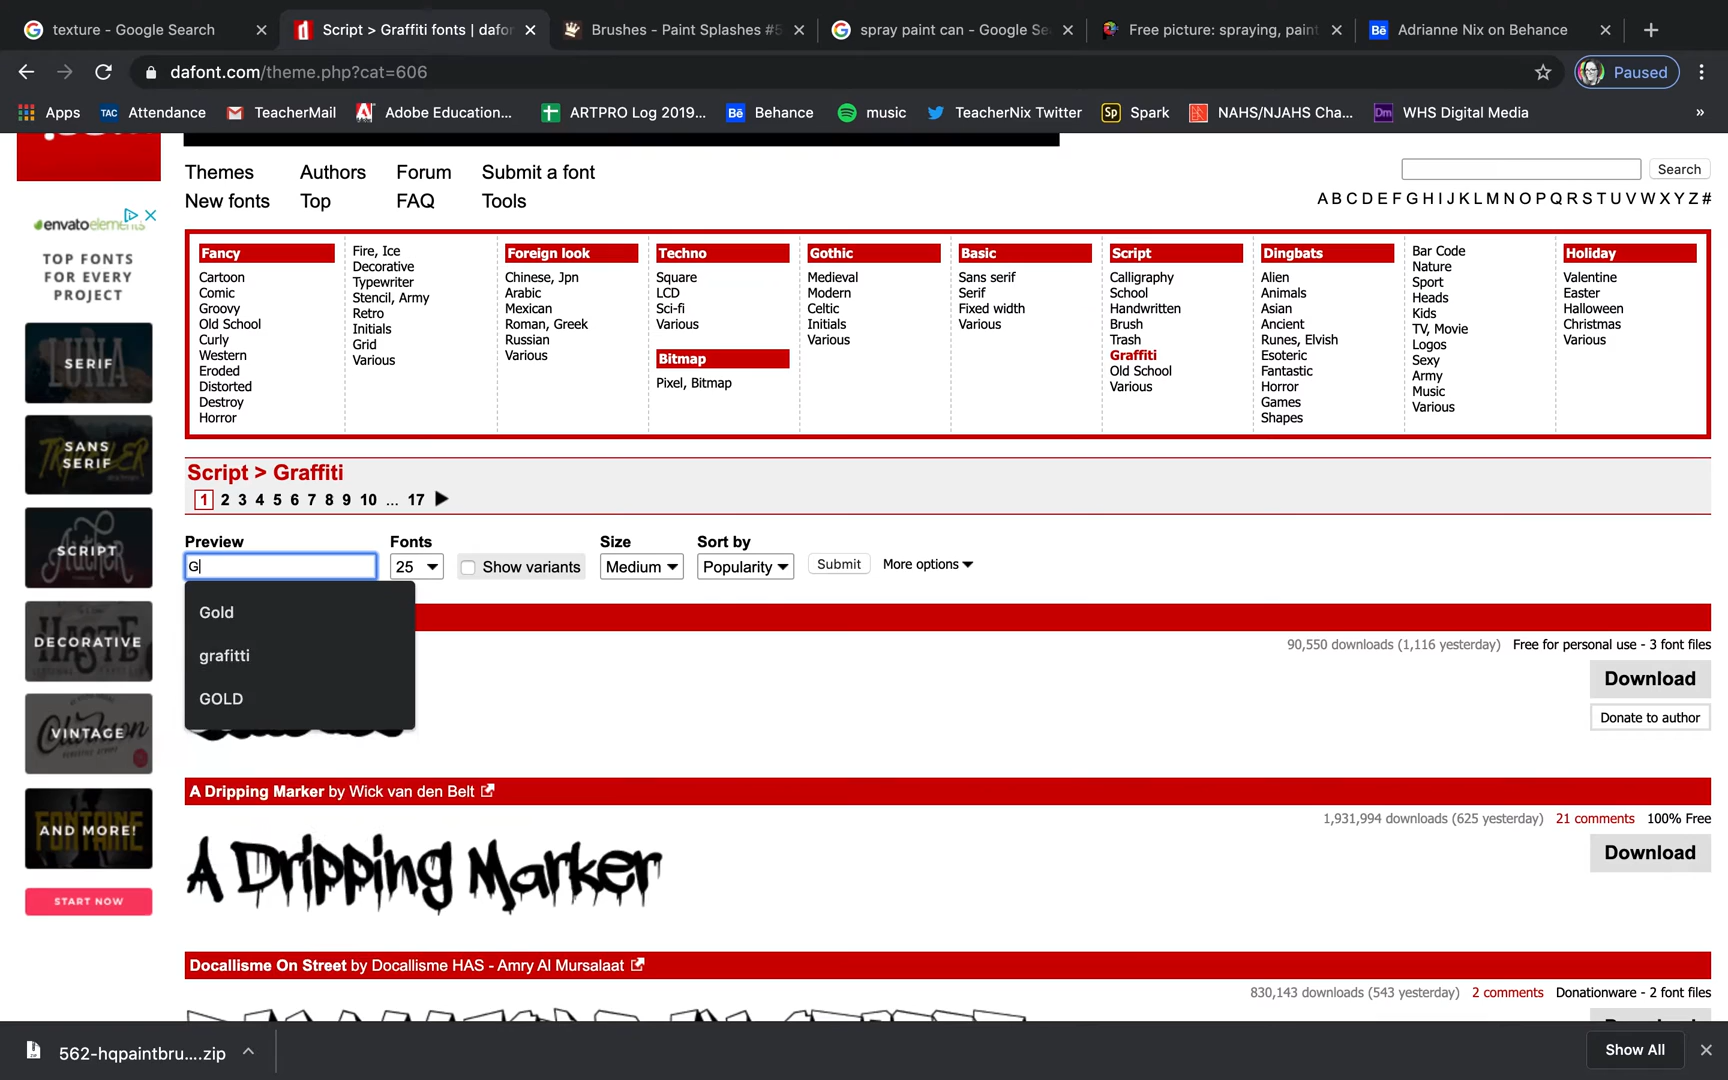 texture - Google Search
Script > Graffiti fonts | dafon
Brushes - Paint Splashes #5
spray paint can - Google Se
Free picture: spraying, paint
Adrianne Nix on Behance
dafont.com/theme.php?cat=606
Paused
Apps
TAC Attendance
TeacherMail
Adobe Education...
ARTPRO Log 2019...
Bē Behance
music
TeacherNix Twitter
Sp Spark
NAHS/NJAHS Cha...
Dm WHS Digital Media
»
Themes Authors Forum Submit a font
New fonts Top FAQ Tools
Search
A B C D E F G H I J K L M N O P Q R S T U V W X Y Z #
envatoelements
TOP FONTS
FOR EVERY
PROJECT
SERIF
SANS
SERIF
SCRIPT
DECORATIVE
VINTAGE
AND MORE!
START NOW
Fancy
Cartoon
Comic
Groovy
Old School
Curly
Western
Eroded
Distorted
Destroy
Horror
Fire, Ice
Decorative
Typewriter
Stencil, Army
Retro
Initials
Grid
Various
Foreign look
Chinese, Jpn
Arabic
Mexican
Roman, Greek
Russian
Various
Techno
Square
LCD
Sci-fi
Various
Bitmap
Pixel, Bitmap
Gothic
Medieval
Modern
Celtic
Initials
Various
Basic
Sans serif
Serif
Fixed width
Various
Script
Calligraphy
School
Handwritten
Brush
Trash
Graffiti
Old School
Various
Dingbats
Alien
Animals
Asian
Ancient
Runes, Elvish
Esoteric
Fantastic
Horror
Games
Shapes
Bar Code
Nature
Sport
Heads
Kids
TV, Movie
Logos
Sexy
Army
Music
Various
Holiday
Valentine
Easter
Halloween
Christmas
Various
Script > Graffiti
1 2 3 4 5 6 7 8 9 10 ... 17
Preview Fonts Size Sort by
G 25 Show variants Medium Popularity Submit More options
Gold
grafitti
GOLD
90,550 downloads (1,116 yesterday) Free for personal use - 3 font files
Download
Donate to author
A Dripping Marker by Wick van den Belt
1,931,994 downloads (625 yesterday) 21 comments 100% Free
A Dripping Marker
Download
Docallisme On Street by Docallisme HAS - Amry Al Mursalaat
830,143 downloads (543 yesterday) 2 comments Donationware - 2 font files
562-hqpaintbru....zip
Show All